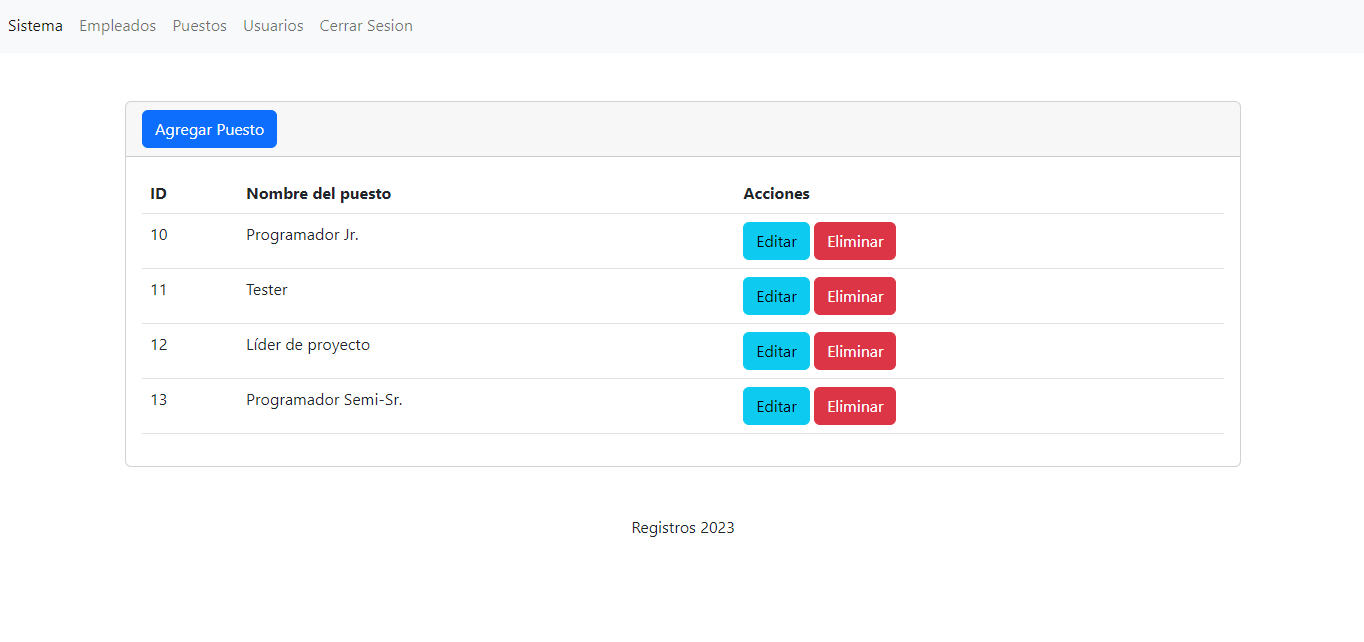 Sistema Empleados Puestos Usuarios Cerrar Sesion
Agregar Puesto
ID Nombre del puesto Acciones
10 Programador Jr. Editar Eliminar
11 Tester Editar Eliminar
12 Líder de proyecto Editar Eliminar
13 Programador Semi-Sr. Editar Eliminar
Registros 2023